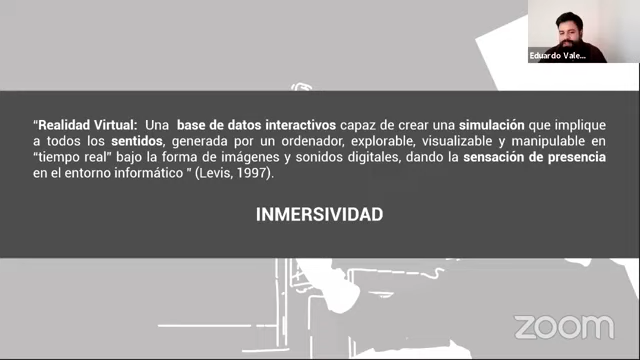 Eduardo Vale...
“Realidad Virtual: Una base de datos interactivos capaz de crear una simulación que implique
a todos los sentidos, generada por un ordenador, explorable, visualizable y manipulable en
“tiempo real” bajo la forma de imágenes y sonidos digitales, dando la sensación de presencia
en el entorno informático ” (Levis, 1997).
INMERSIVIDAD
zoom